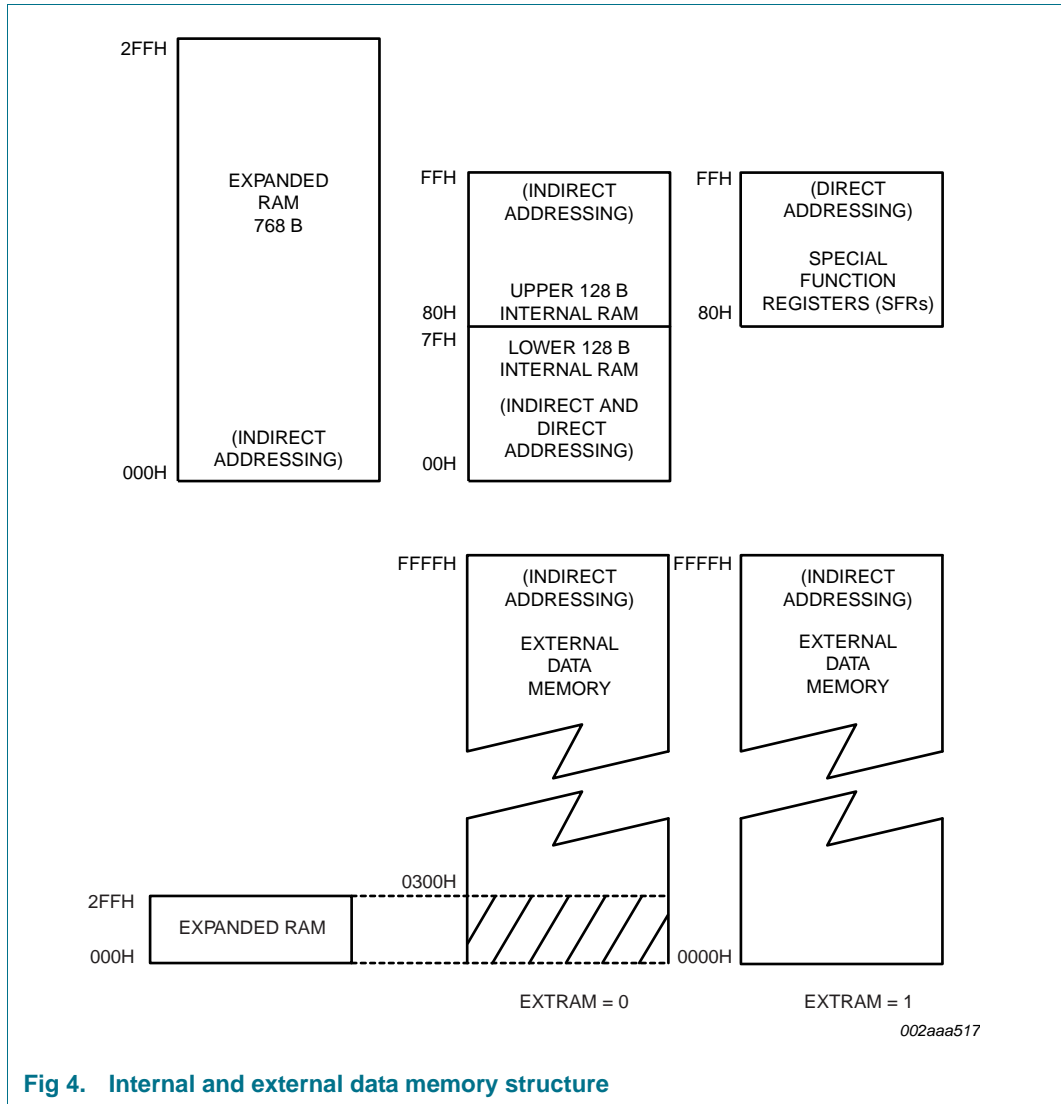 2FFH
EXPANDED
RAM
768 B
(INDIRECT
ADDRESSING)
000H
FFH
(INDIRECT
ADDRESSING)
UPPER 128 B
INTERNAL RAM
80H
7FH
LOWER 128 B
INTERNAL RAM
(INDIRECT AND
DIRECT
ADDRESSING)
00H
FFH
(DIRECT
ADDRESSING)
SPECIAL
FUNCTION
REGISTERS (SFRs)
80H
FFFFH
(INDIRECT
ADDRESSING)
EXTERNAL
DATA
MEMORY
FFFFH
(INDIRECT
ADDRESSING)
EXTERNAL
DATA
MEMORY
2FFH
EXPANDED RAM
000H
0300H
0000H
EXTRAM = 0
EXTRAM = 1
002aaa517
Fig 4. Internal and external data memory structure